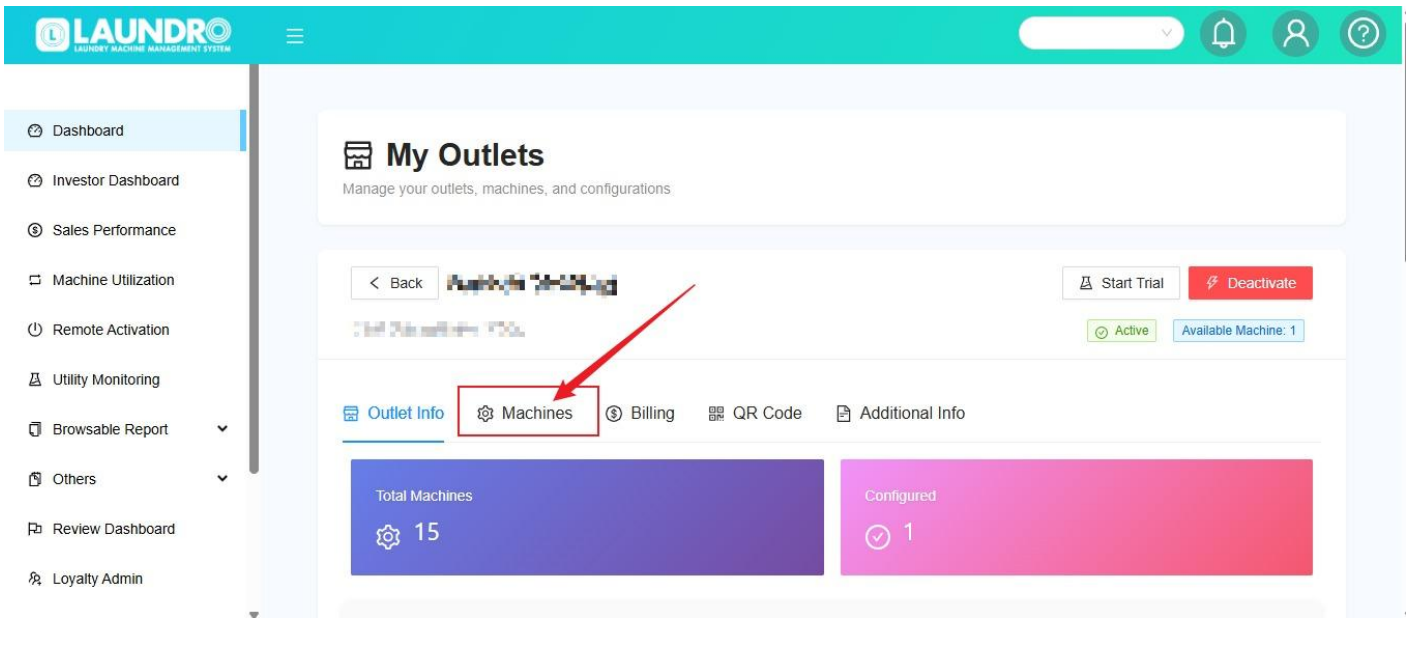 LAUNDRO
LAUNDRY MACHINE MANAGEMENT SYSTEM
Dashboard
Investor Dashboard
Sales Performance
Machine Utilization
Remote Activation
Utility Monitoring
Browsable Report
Others
Review Dashboard
Loyalty Admin
My Outlets
Manage your outlets, machines, and configurations
< Back
Start Trial
Deactivate
Active
Available Machine: 1
Outlet Info
Machines
Billing
QR Code
Additional Info
Total Machines
15
Configured
1